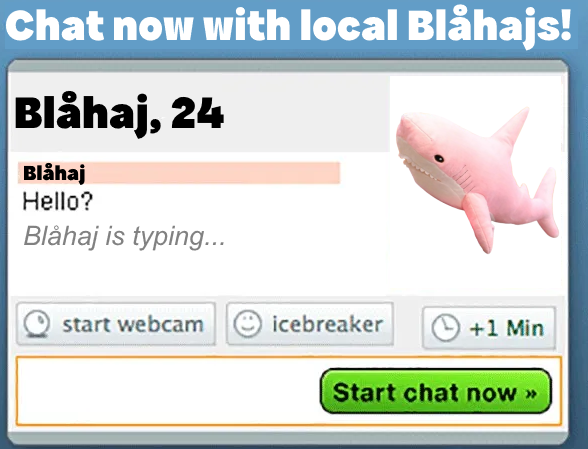 Chat now with local Blåhajs!
Blåhaj, 24
Blåhaj
Hello?
Blåhaj is typing...
start webcam
icebreaker
+1 Min
Start chat now »